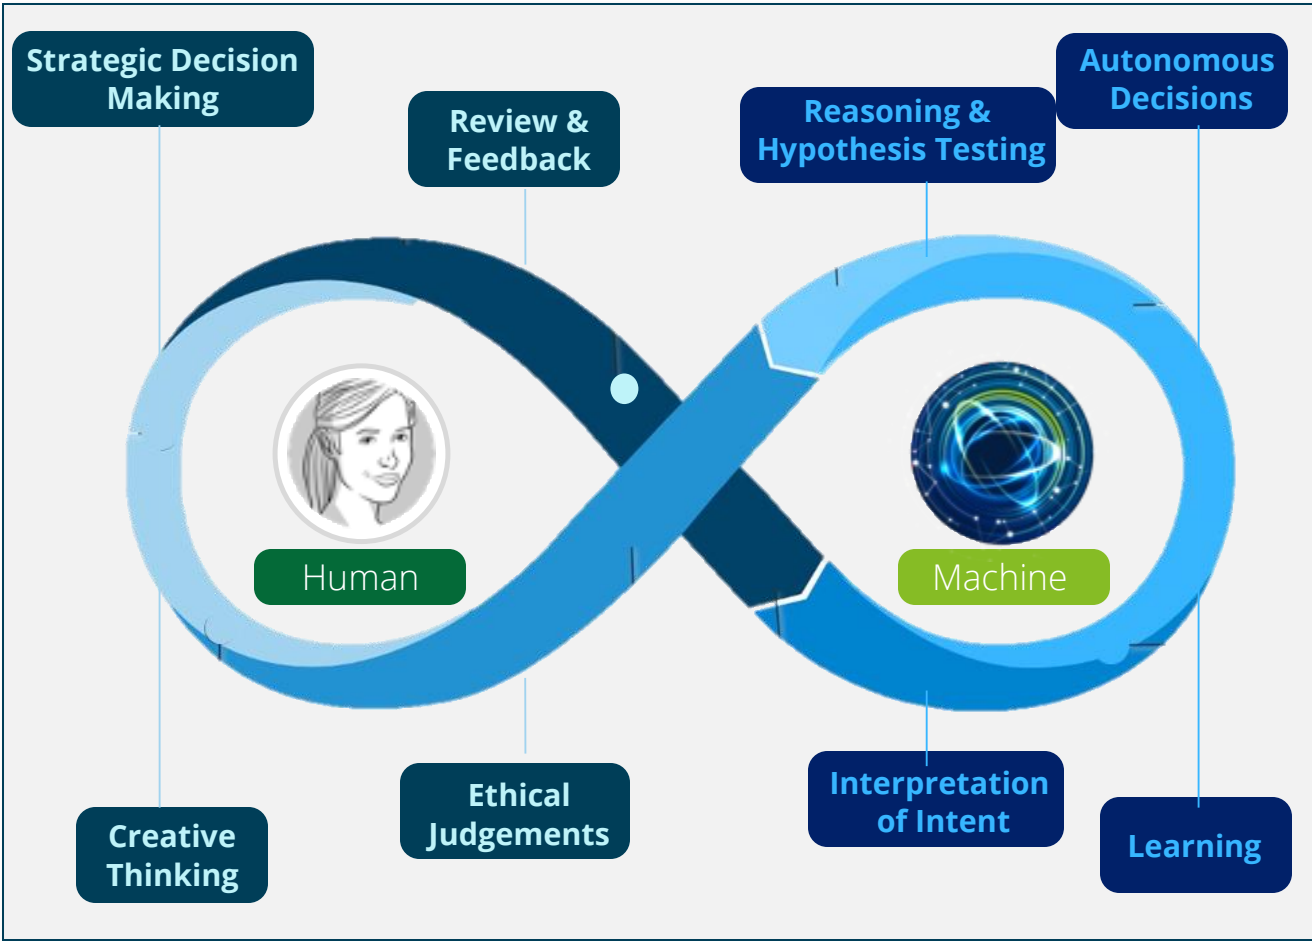 Strategic Decision
Making
Review &
Feedback
Reasoning &
Hypothesis Testing
Autonomous
Decisions
Human
Machine
Creative
Thinking
Ethical
Judgements
Interpretation
of Intent
Learning